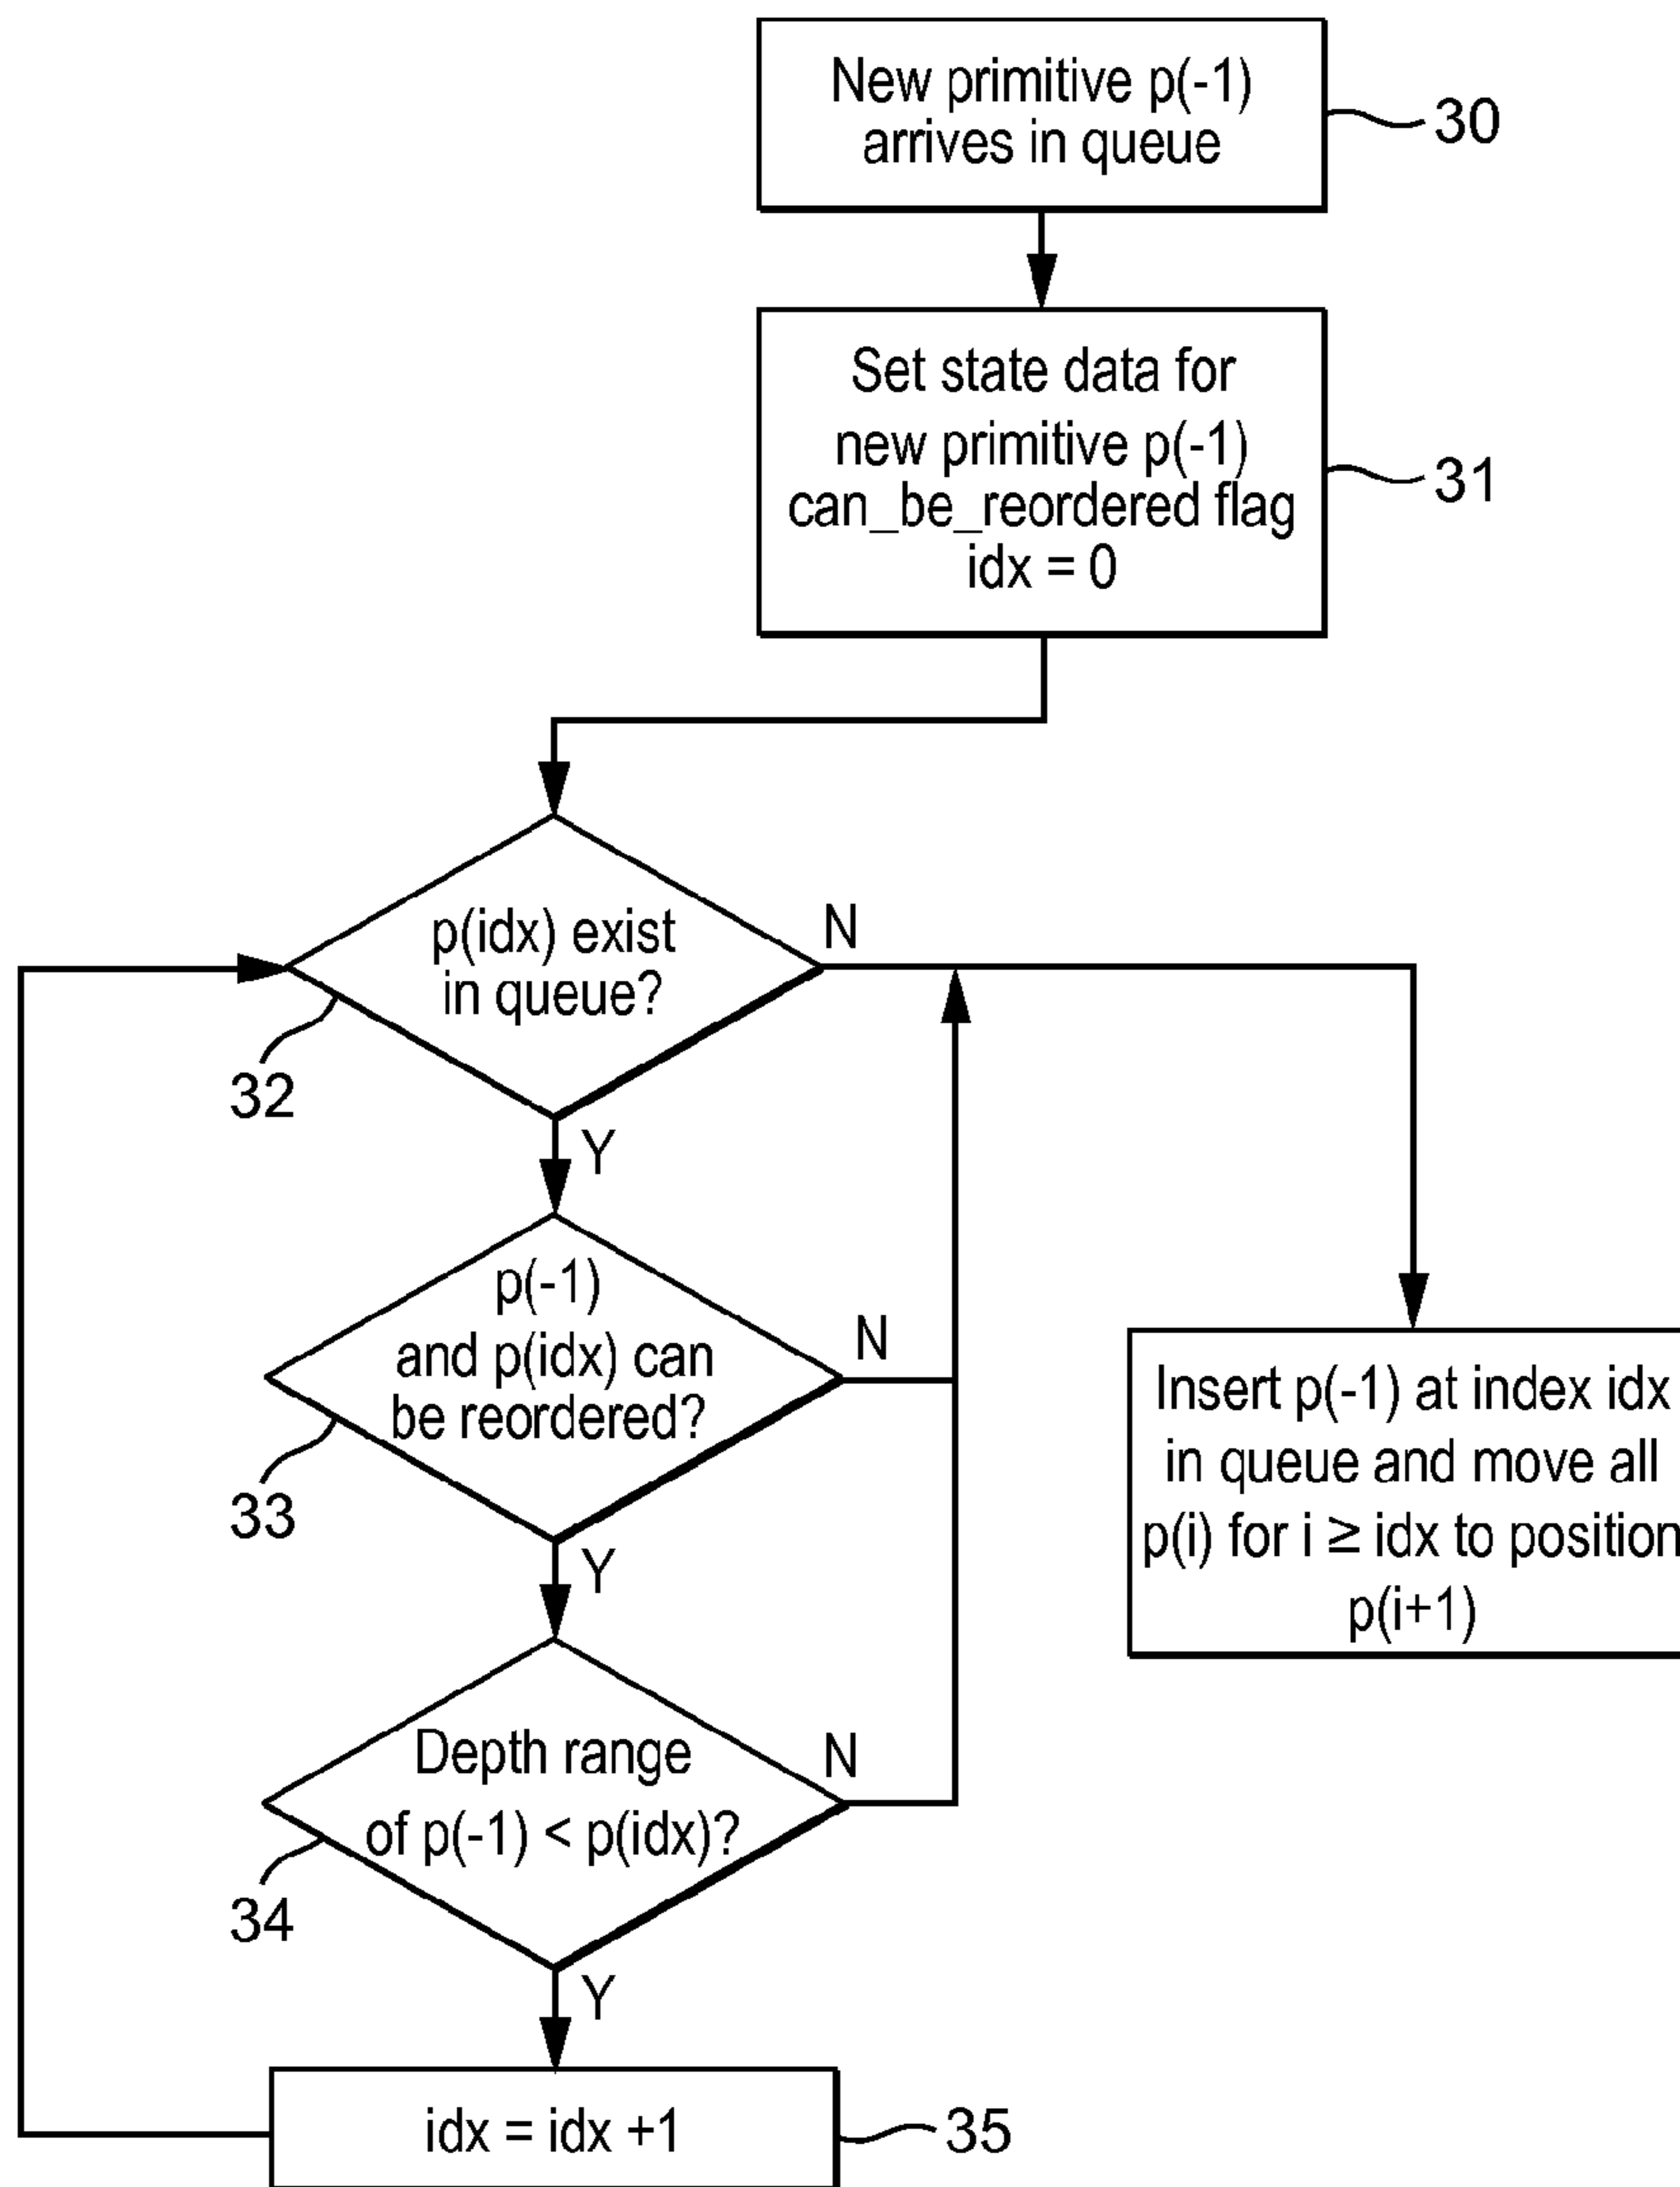 New primitive p(-1)
arrives in queue
30
Set state data for
new primitive p(-1)
can_be_reordered flag
idx = 0
31
p(idx) exist
in queue?
N
32
Y
p(-1)
and p(idx) can
be reordered?
N
33
Y
Insert p(-1) at index idx
in queue and move all
p(i) for i ≥ idx to position
p(i+1)
Depth range
of p(-1) < p(idx)?
N
34
Y
idx = idx +1
35